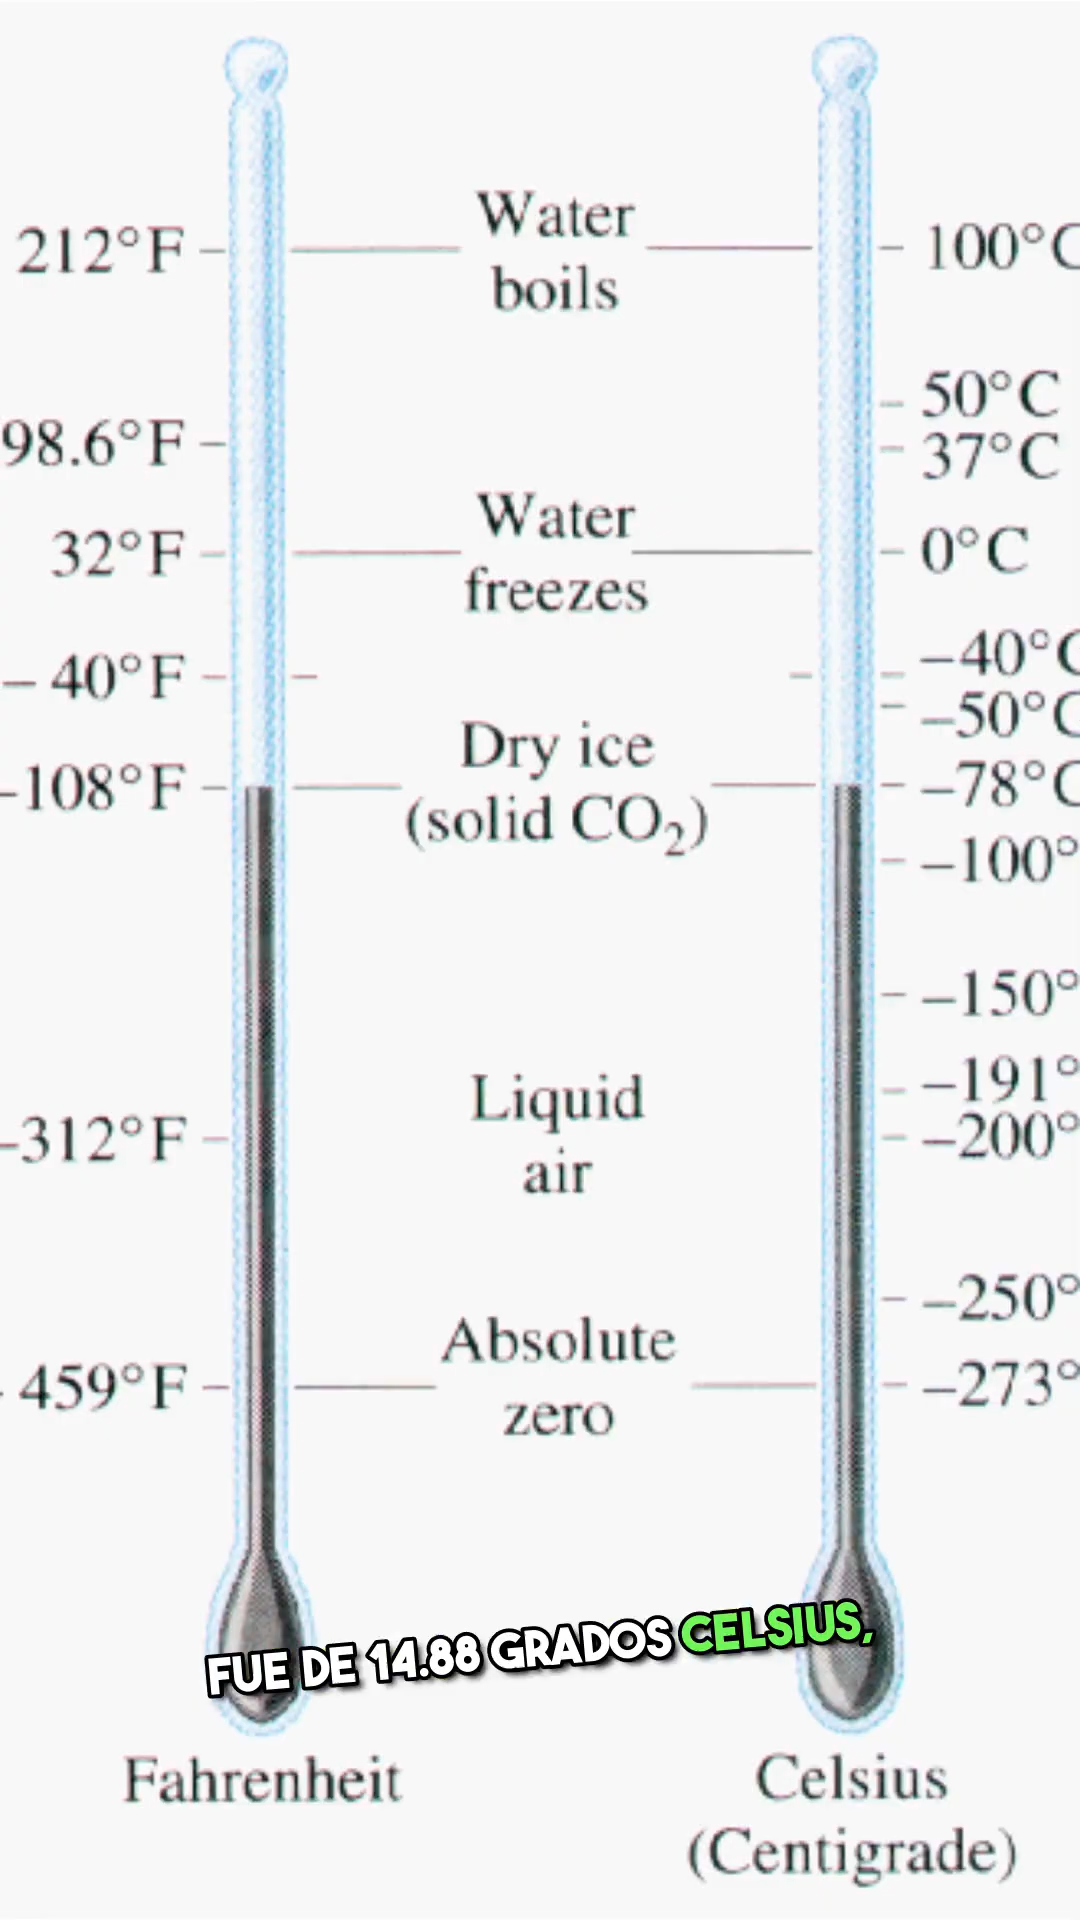 Water
boils
212°F
100°C
50°C
98.6°F
37°C
Water
freezes
32°F
0°C
– 40°F
–40°C
–50°C
Dry ice
(solid CO₂)
–108°F
–78°C
–100°
–150°
Liquid
air
–191°
–312°F
–200°
–250°
Absolute
zero
459°F
–273°
FUE DE 14.88 GRADOS CELSIUS,
Fahrenheit
Celsius
(Centigrade)